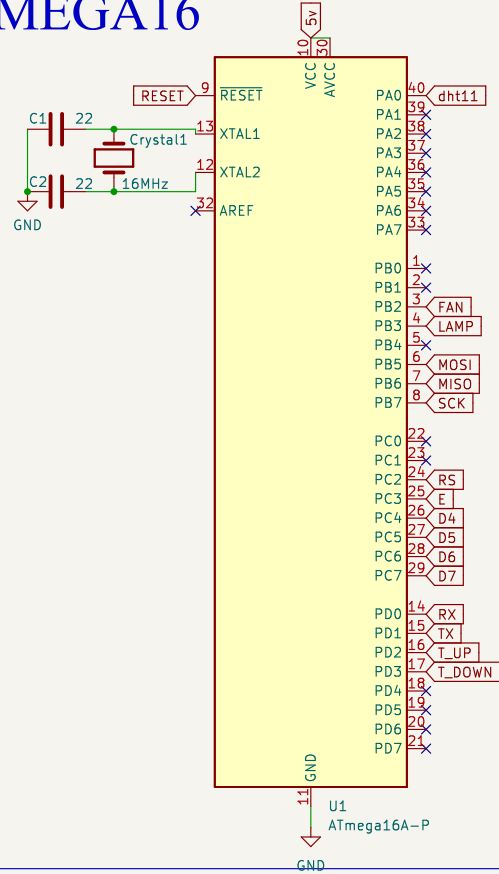 MEGA16
5v
10
30
VCC
AVCC
RESET
9
RESET
C1
22
Crystal1
13
XTAL1
12
XTAL2
C2
22
16MHz
GND
32
AREF
PA0
40
dht11
PA1
39
PA2
38
PA3
37
PA4
36
PA5
35
PA6
34
PA7
33
PB0
1
PB1
2
PB2
3
FAN
PB3
4
LAMP
PB4
5
PB5
6
MOSI
PB6
7
MISO
PB7
8
SCK
PC0
22
PC1
23
PC2
24
RS
PC3
25
E
PC4
26
D4
PC5
27
D5
PC6
28
D6
PC7
29
D7
PD0
14
RX
PD1
15
TX
PD2
16
T_UP
PD3
17
T_DOWN
PD4
18
PD5
19
PD6
20
PD7
21
GND
11
U1
ATmega16A-P
GND